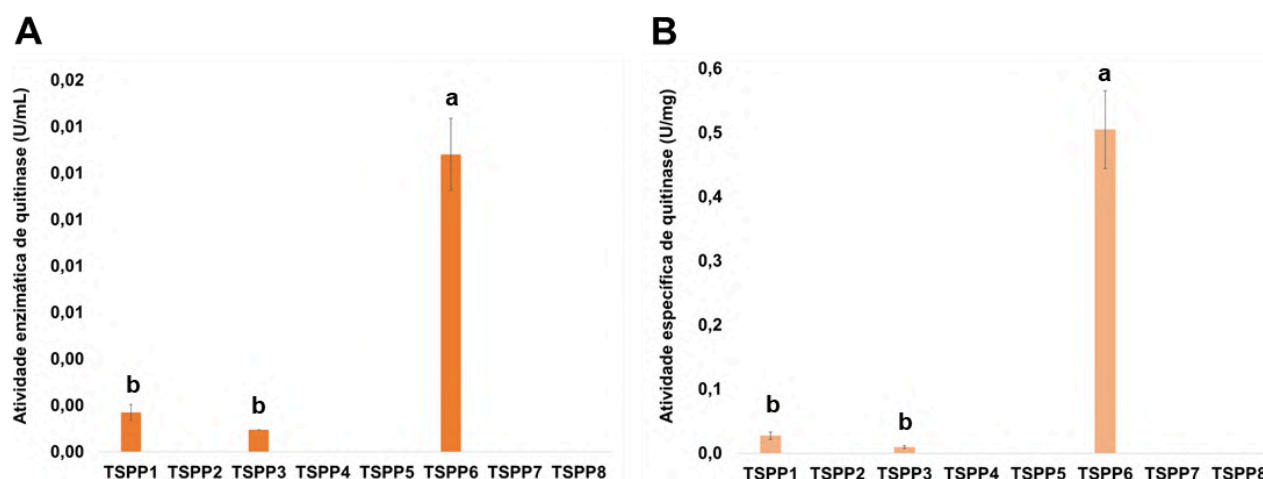 A
Atividade enzimática de quitinase (U/mL)
0,02
0,01
0,01
0,01
0,01
0,01
0,00
0,00
0,00
a
b
b
TSPP1 TSPP2 TSPP3 TSPP4 TSPP5 TSPP6 TSPP7 TSPP8
B
Atividade específica de quitinase (U/mg)
0,6
0,5
0,4
0,3
0,2
0,1
0,0
a
b
b
TSPP1 TSPP2 TSPP3 TSPP4 TSPP5 TSPP6 TSPP7 TSPP8